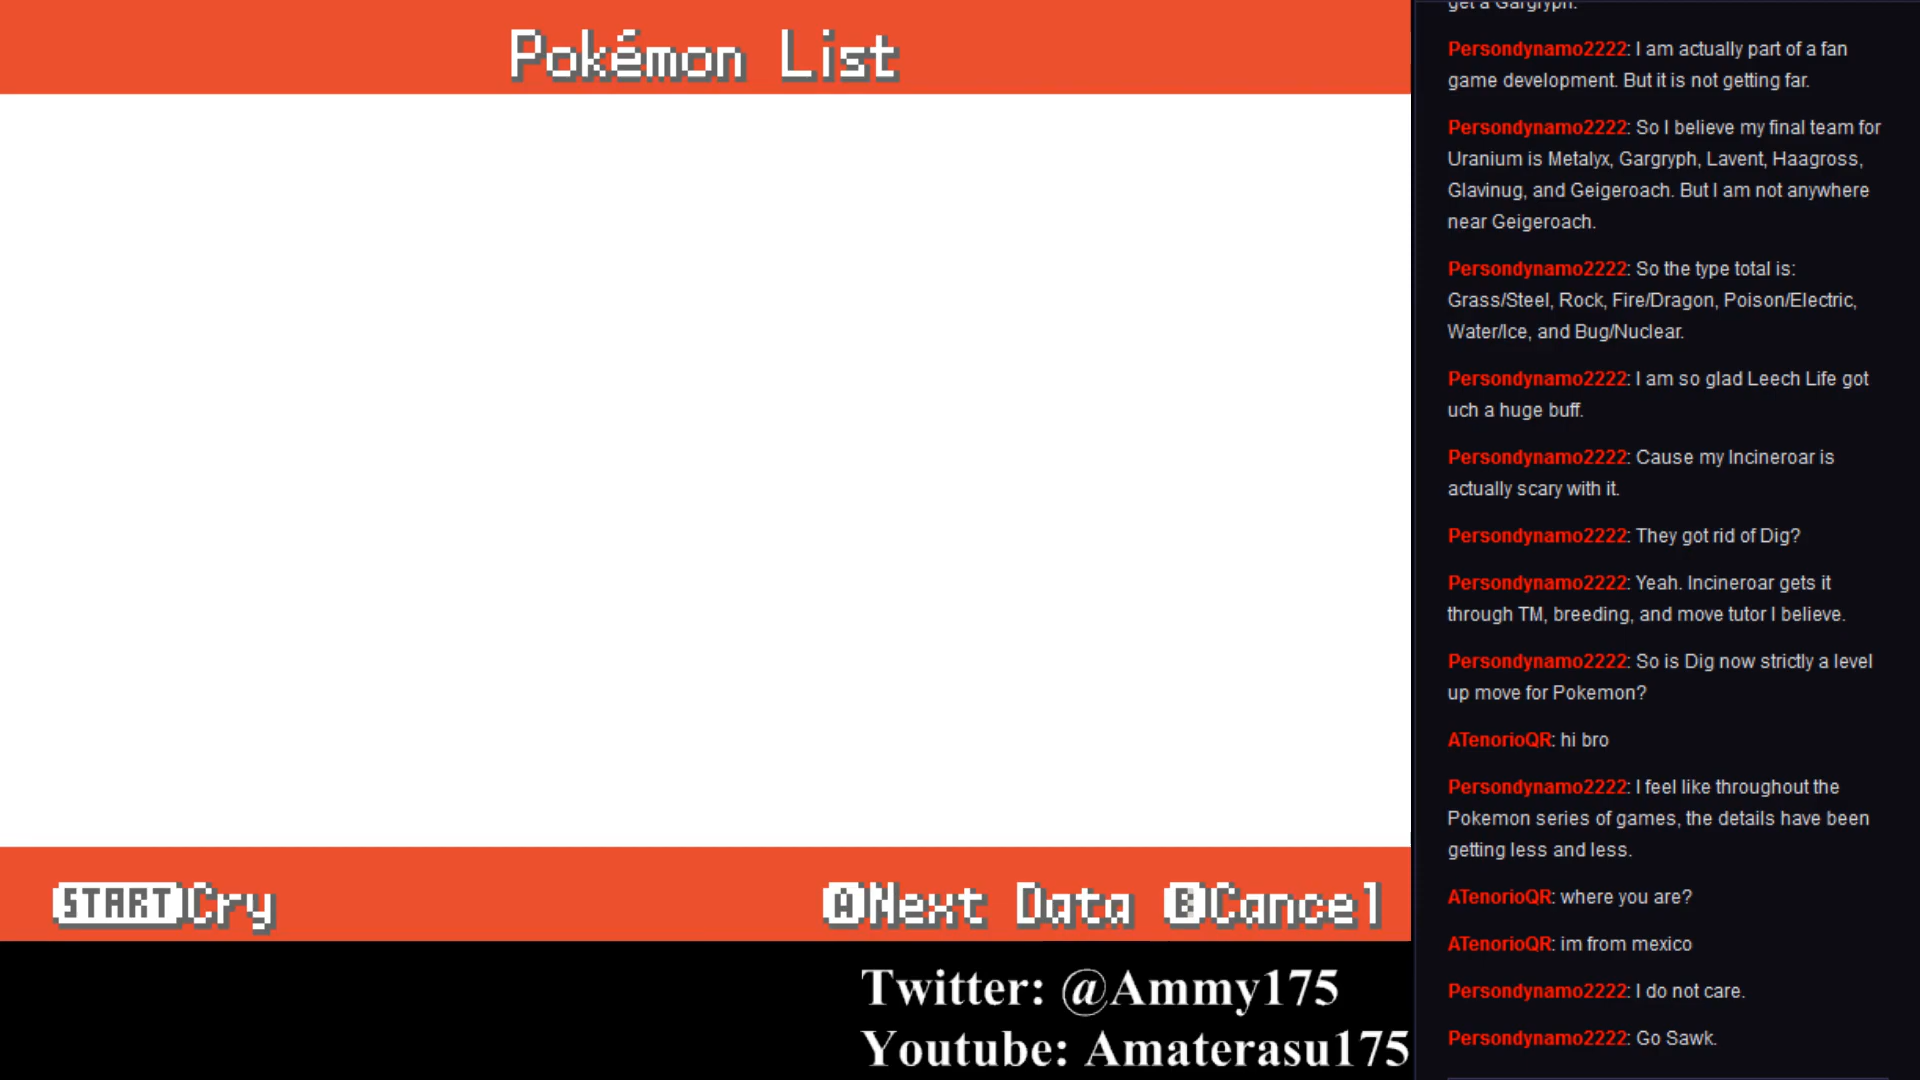 Pokémon List
START Cry
A Next Data B Cancel
Twitter: @Ammy175
Youtube: Amaterasu175
get a Gargryph.
Persondynamo2222: I am actually part of a fan
game development. But it is not getting far.
Persondynamo2222: So I believe my final team for
Uranium is Metalyx, Gargryph, Lavent, Haagross,
Glavinug, and Geigeroach. But I am not anywhere
near Geigeroach.
Persondynamo2222: So the type total is:
Grass/Steel, Rock, Fire/Dragon, Poison/Electric,
Water/Ice, and Bug/Nuclear.
Persondynamo2222: I am so glad Leech Life got
uch a huge buff.
Persondynamo2222: Cause my Incineroar is
actually scary with it.
Persondynamo2222: They got rid of Dig?
Persondynamo2222: Yeah. Incineroar gets it
through TM, breeding, and move tutor I believe.
Persondynamo2222: So is Dig now strictly a level
up move for Pokemon?
ATenorioQR: hi bro
Persondynamo2222: I feel like throughout the
Pokemon series of games, the details have been
getting less and less.
ATenorioQR: where you are?
ATenorioQR: im from mexico
Persondynamo2222: I do not care.
Persondynamo2222: Go Sawk.